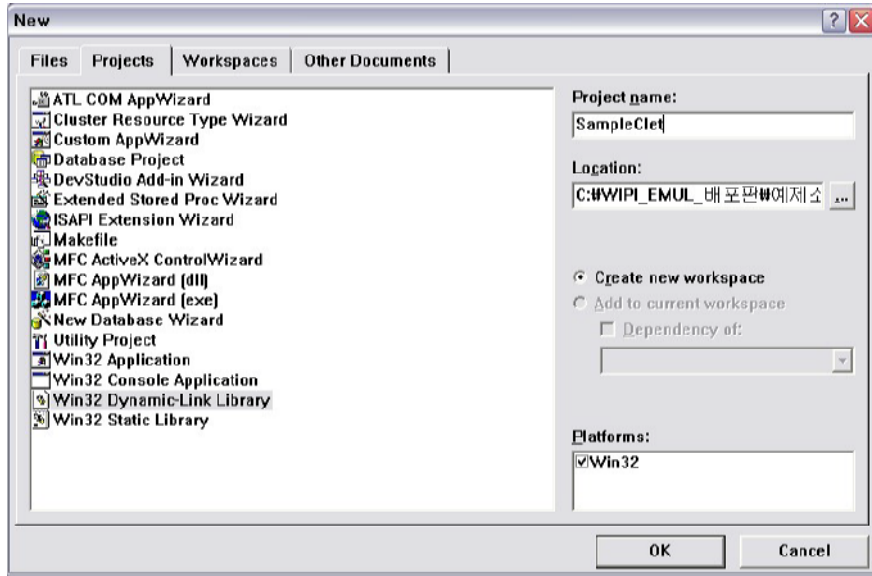 New
Files Projects Workspaces Other Documents
ATL COM AppWizard
Cluster Resource Type Wizard
Custom AppWizard
Database Project
DevStudio Add-in Wizard
Extended Stored Proc Wizard
ISAPI Extension Wizard
Makefile
MFC ActiveX ControlWizard
MFC AppWizard (dll)
MFC AppWizard (exe)
New Database Wizard
Utility Project
Win32 Application
Win32 Console Application
Win32 Dynamic-Link Library
Win32 Static Library
Project name:
SampleClet
Location:
C:₩WIPI_EMUL_배포판₩예제소 ...
Create new workspace
Add to current workspace
Dependency of:
Platforms:
Win32
OK Cancel